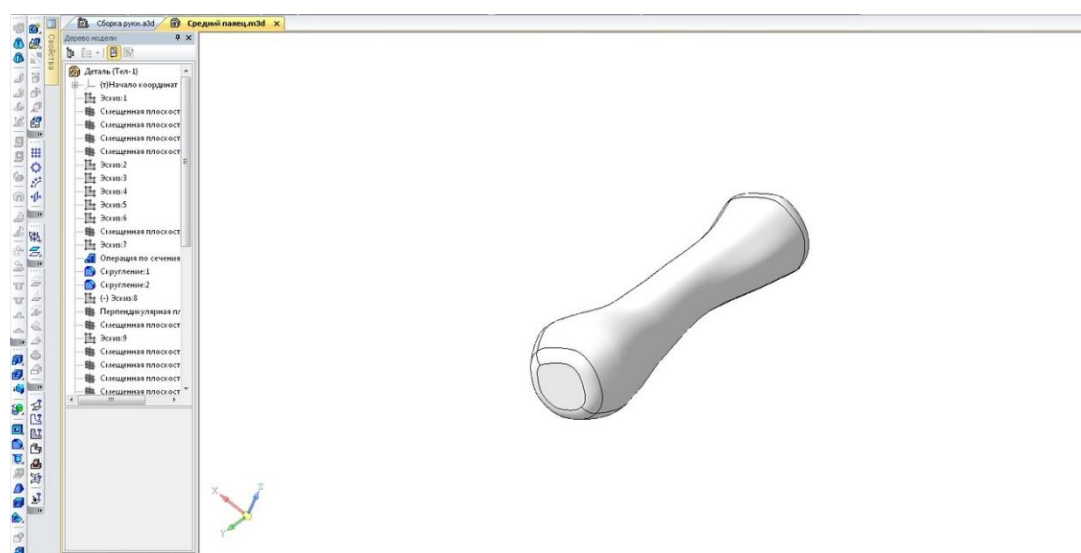 Сборка руки.a3d
Средний палец.m3d
Свойства
Дерево модели
Деталь (Тел-1)
(т)Начало координат
Эскиз:1
Смещенная плоскост
Смещенная плоскост
Смещенная плоскост
Смещенная плоскост
Эскиз:2
Эскиз:3
Эскиз:4
Эскиз:5
Эскиз:6
Смещенная плоскост
Эскиз:7
Операция по сечения
Скругление:1
Скругление:2
(-) Эскиз:8
Перпендикулярная пл
Смещенная плоскост
Эскиз:9
Смещенная плоскост
Смещенная плоскост
Смещенная плоскост
Смещенная плоскост
X
Z
Y